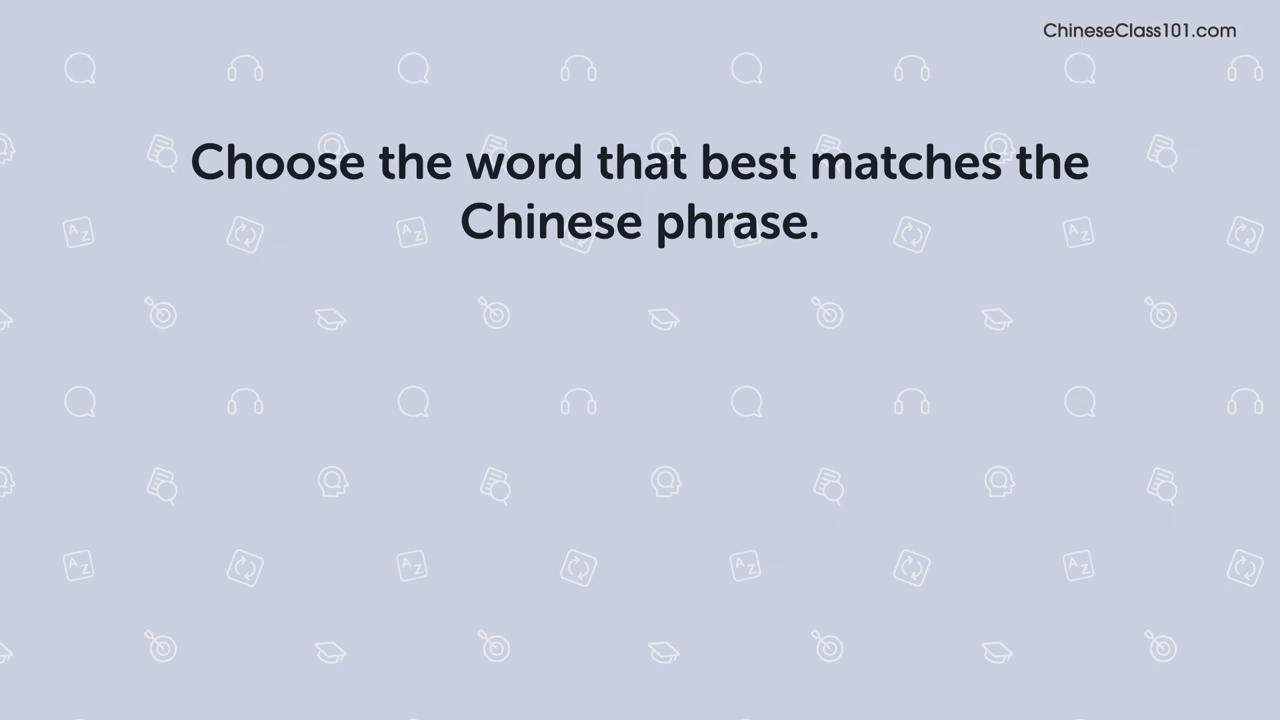 ChineseClass101.com
Choose the word that best matches the
Chinese phrase.